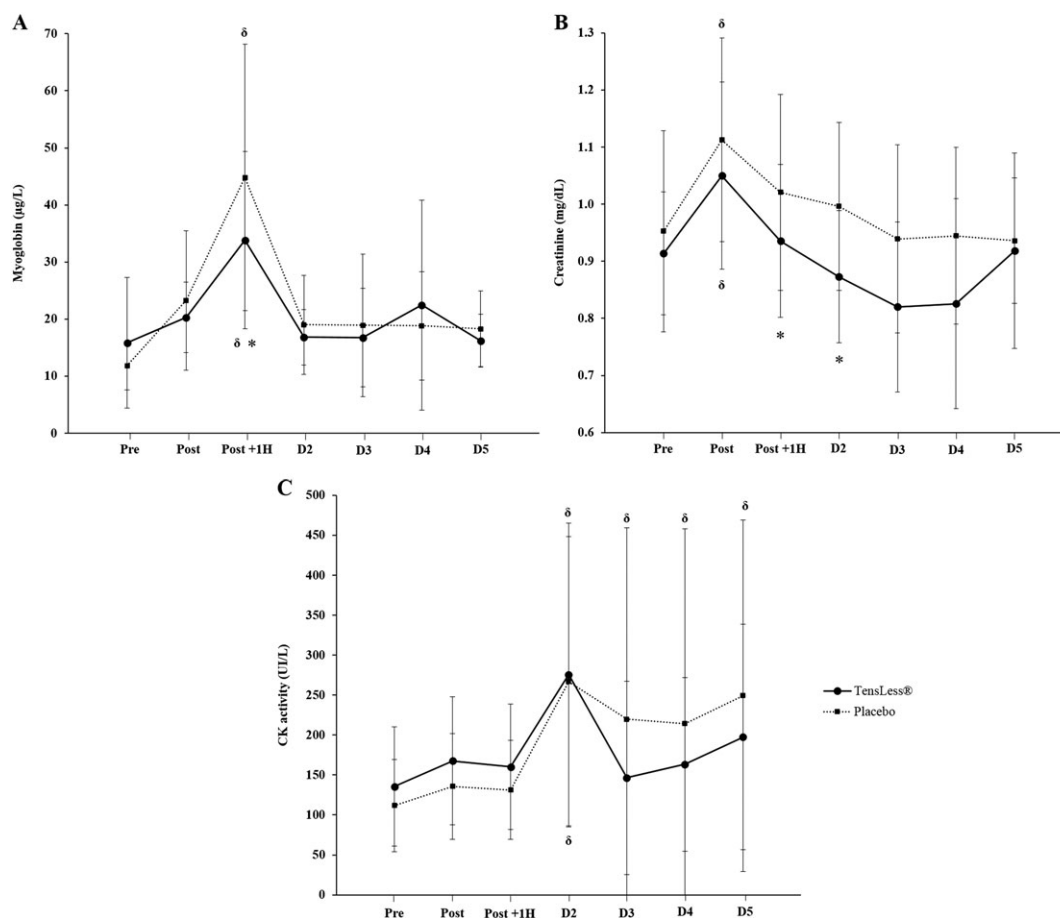 A
Myoglobin (µg/L)
70
60
50
40
30
20
10
0
δ
δ *
Pre Post Post +1H D2 D3 D4 D5
B
Creatinine (mg/dL)
1.3
1.2
1.1
1.0
0.9
0.8
0.7
0.6
δ
δ
* *
Pre Post Post +1H D2 D3 D4 D5
C
CK activity (UI/L)
500
450
400
350
300
250
200
150
100
50
0
δ δ δ δ
δ
Pre Post Post +1H D2 D3 D4 D5
TensLess®
Placebo